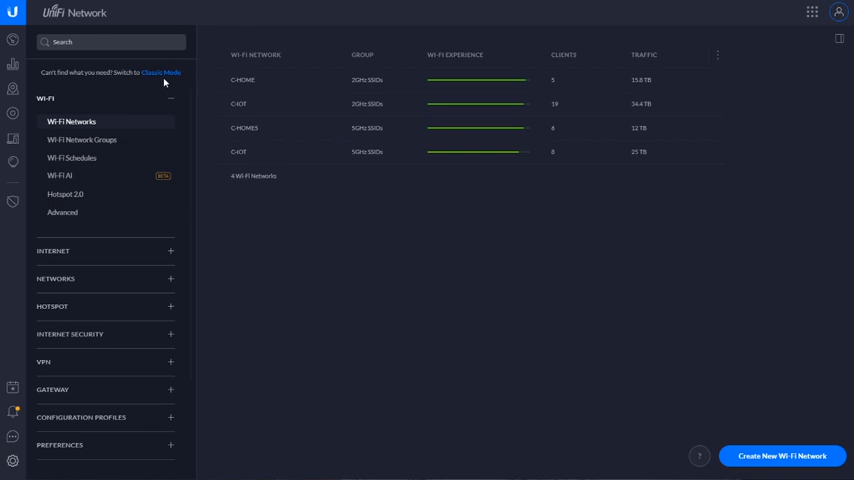 UniFi Network
Search
Can't find what you need? Switch to Classic Mode
WI-FI
Wi-Fi Networks
Wi-Fi Network Groups
Wi-Fi Schedules
Wi-Fi AI BETA
Hotspot 2.0
Advanced
INTERNET
NETWORKS
HOTSPOT
INTERNET SECURITY
VPN
GATEWAY
CONFIGURATION PROFILES
PREFERENCES
WI-FI NETWORK GROUP WI-FI EXPERIENCE CLIENTS TRAFFIC
C-HOME 2GHz SSIDs 5 15.8 TB
C-IOT 2GHz SSIDs 19 34.4 TB
C-HOMES 5GHz SSIDs 6 12 TB
C-IOT 5GHz SSIDs 8 25 TB
4 Wi-Fi Networks
? Create New Wi-Fi Network